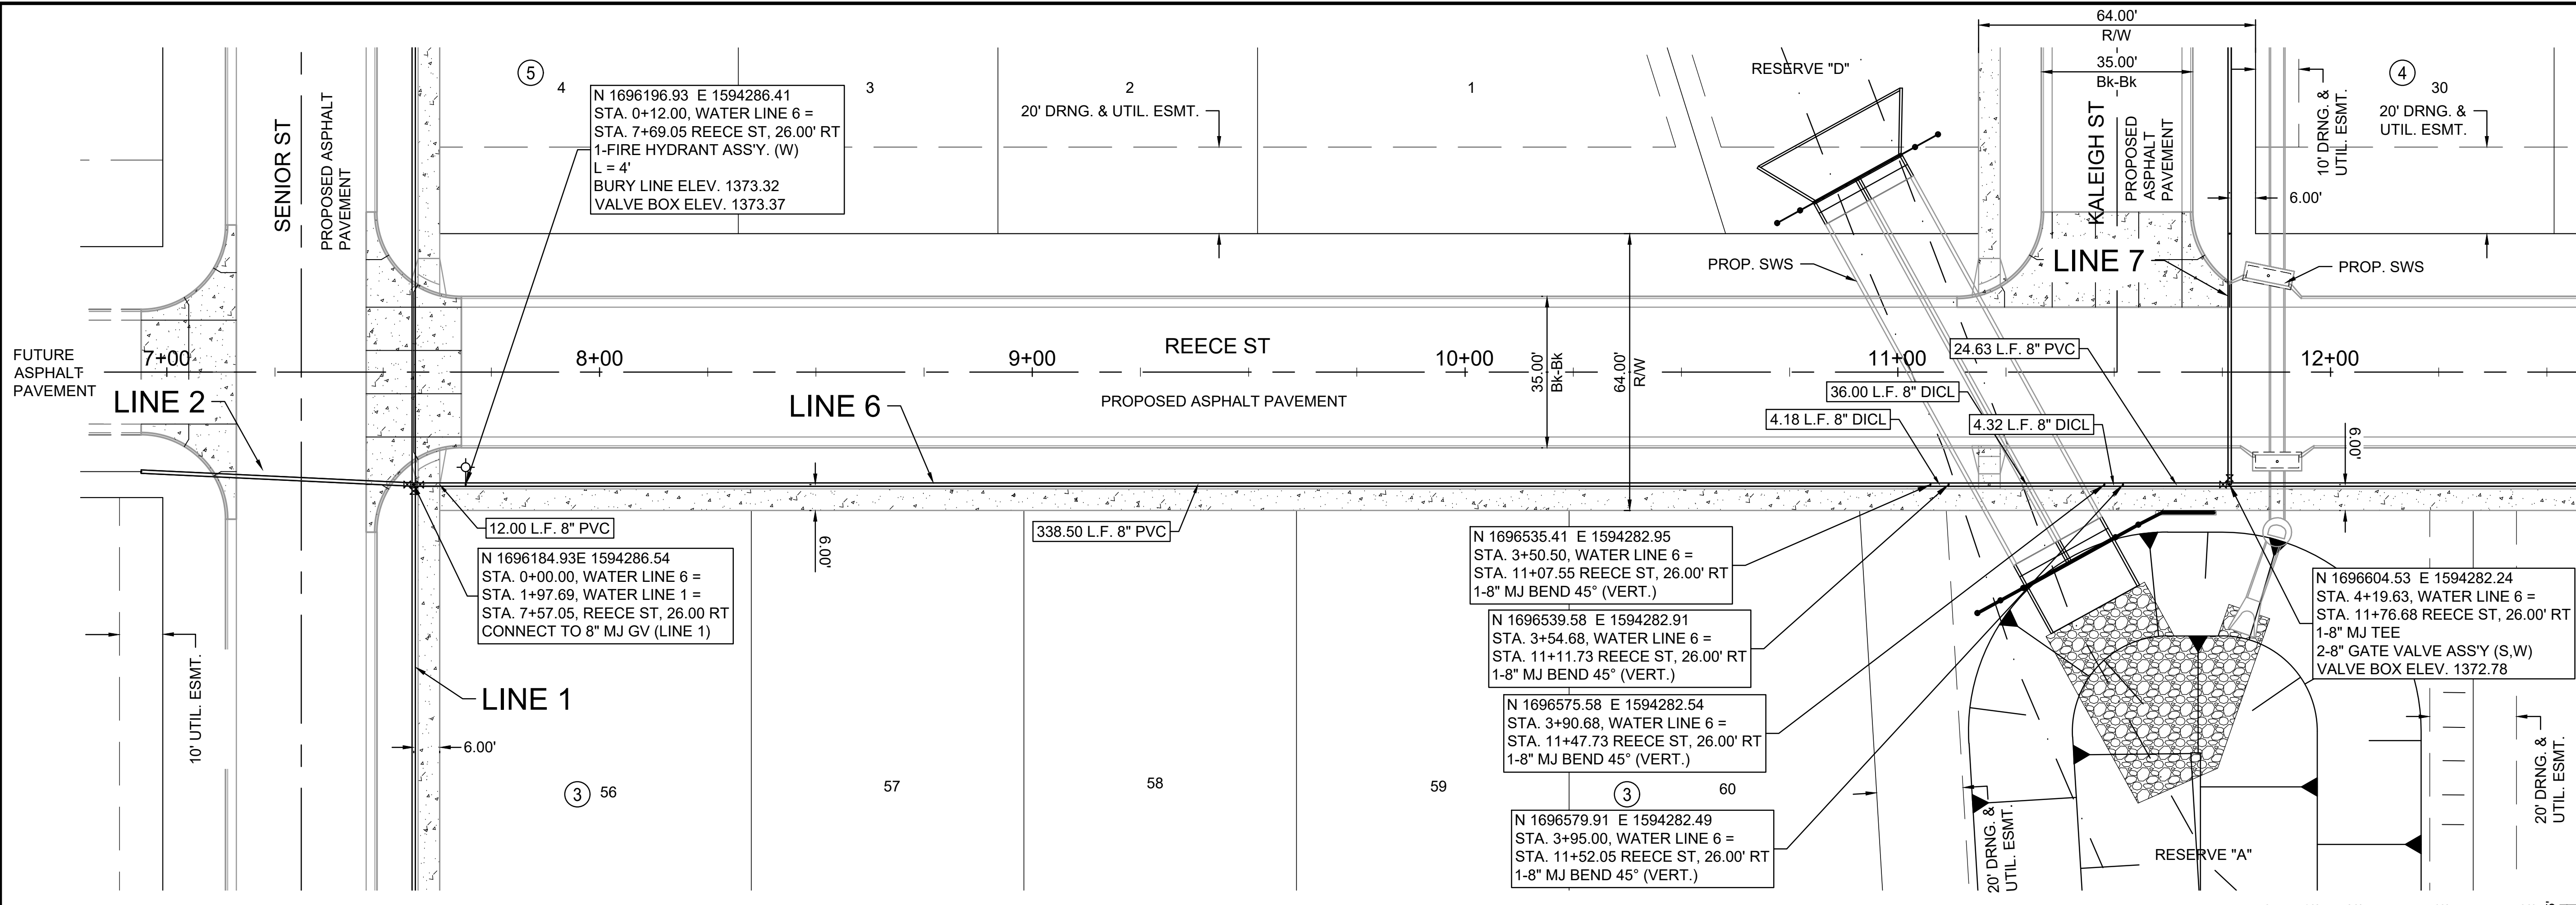 64.00'
R/W
35.00'
Bk-Bk
SENIOR ST
PROPOSED ASPHALT
PAVEMENT
5
4
3
2
1
N 1696196.93 E 1594286.41
STA. 0+12.00, WATER LINE 6 =
STA. 7+69.05 REECE ST, 26.00' RT
1-FIRE HYDRANT ASS'Y. (W)
L = 4'
BURY LINE ELEV. 1373.32
VALVE BOX ELEV. 1373.37
20' DRNG. & UTIL. ESMT.
RESERVE "D"
KALEIGH ST
PROPOSED
ASPHALT
PAVEMENT
10' DRNG. &
UTIL. ESMT.
4
30
20' DRNG. &
UTIL. ESMT.
6.00'
LINE 7
PROP. SWS
PROP. SWS
FUTURE
ASPHALT
PAVEMENT
7+00
8+00
9+00
REECE ST
10+00
11+00
12+00
35.00'
Bk-Bk
64.00'
R/W
24.63 L.F. 8" PVC
36.00 L.F. 8" DICL
4.18 L.F. 8" DICL
4.32 L.F. 8" DICL
LINE 2
LINE 6
PROPOSED ASPHALT PAVEMENT
6.00'
12.00 L.F. 8" PVC
338.50 L.F. 8" PVC
6.00'
N 1696184.93E 1594286.54
STA. 0+00.00, WATER LINE 6 =
STA. 1+97.69, WATER LINE 1 =
STA. 7+57.05, REECE ST, 26.00 RT
CONNECT TO 8" MJ GV (LINE 1)
N 1696535.41 E 1594282.95
STA. 3+50.50, WATER LINE 6 =
STA. 11+07.55 REECE ST, 26.00' RT
1-8" MJ BEND 45° (VERT.)
N 1696539.58 E 1594282.91
STA. 3+54.68, WATER LINE 6 =
STA. 11+11.73 REECE ST, 26.00' RT
1-8" MJ BEND 45° (VERT.)
N 1696575.58 E 1594282.54
STA. 3+90.68, WATER LINE 6 =
STA. 11+47.73 REECE ST, 26.00' RT
1-8" MJ BEND 45° (VERT.)
N 1696579.91 E 1594282.49
STA. 3+95.00, WATER LINE 6 =
STA. 11+52.05 REECE ST, 26.00' RT
1-8" MJ BEND 45° (VERT.)
N 1696604.53 E 1594282.24
STA. 4+19.63, WATER LINE 6 =
STA. 11+76.68 REECE ST, 26.00' RT
1-8" MJ TEE
2-8" GATE VALVE ASS'Y (S,W)
VALVE BOX ELEV. 1372.78
10' UTIL. ESMT.
LINE 1
6.00'
3
56
57
58
59
3
60
20' DRNG. &
UTIL. ESMT.
RESERVE "A"
20' DRNG. &
UTIL. ESMT.